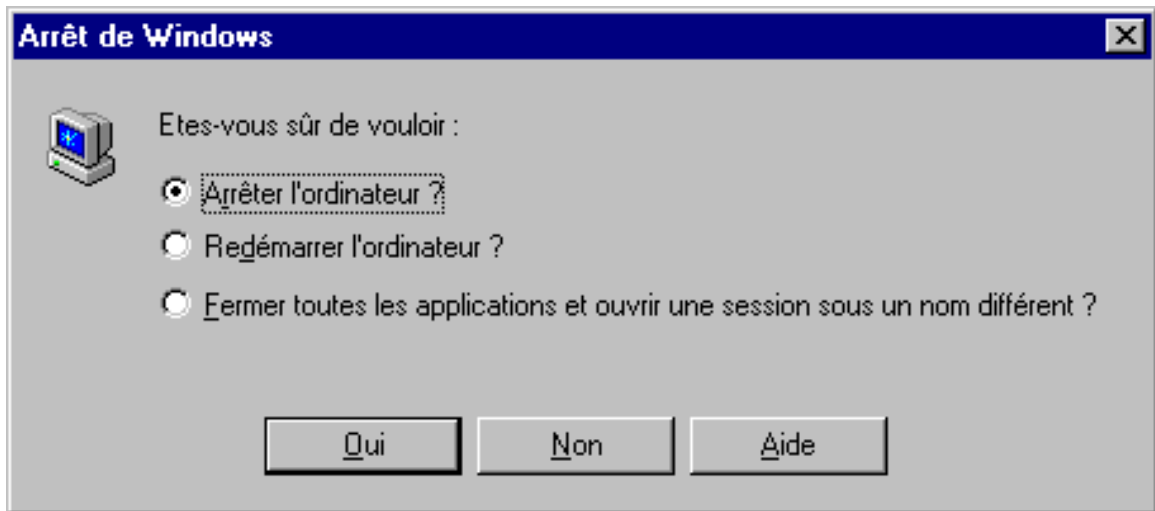 Arrêt de Windows
Etes-vous sûr de vouloir :
Arrêter l'ordinateur ?
Redémarrer l'ordinateur ?
Fermer toutes les applications et ouvrir une session sous un nom différent ?
Oui Non Aide